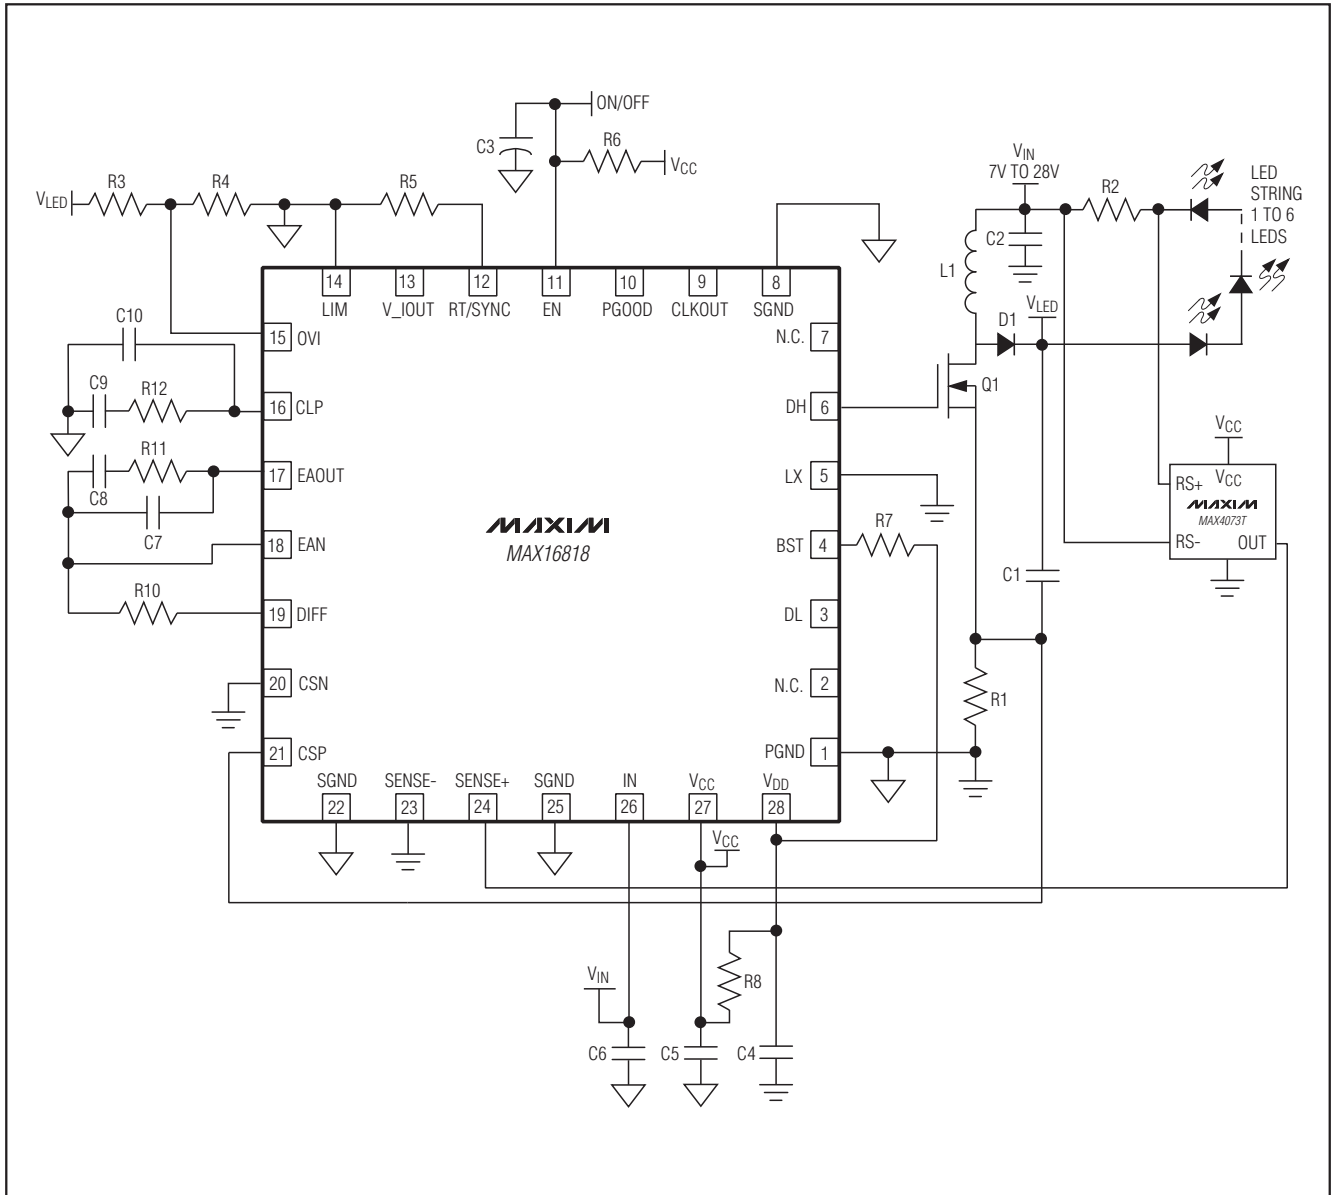 ON/OFF
C3
R6
VCC
VLED
R3
R4
R5
VIN
7V TO 28V
R2
LED
STRING
1 TO 6
LEDS
C2
L1
VLED
D1
14
13
12
11
10
9
8
LIM
V_IOUT
RT/SYNC
EN
PGOOD
CLKOUT
SGND
C10
15
OVI
N.C.
7
C9
R12
16
CLP
DH
6
Q1
R11
17
EAOUT
LX
5
C8
C7
VCC
RS+
VCC
MAXIM
MAX4073T
RS-
OUT
MAXIM
MAX16818
R7
18
EAN
BST
4
C1
R10
19
DIFF
DL
3
20
CSN
N.C.
2
R1
21
CSP
PGND
1
SGND
SENSE-
SENSE+
SGND
IN
VCC
VDD
22
23
24
25
26
27
28
VCC
VIN
R8
C6
C5
C4